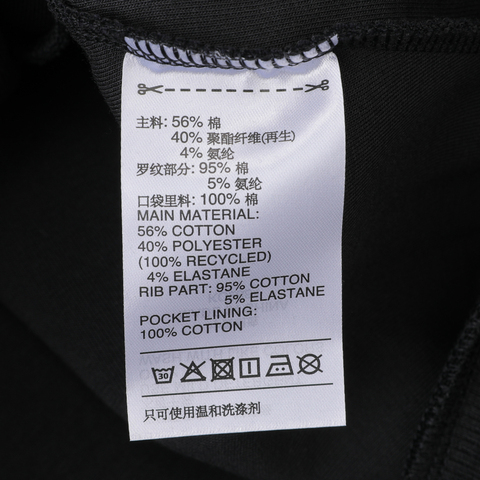 主料: 56% 棉
40% 聚酯纤维(再生)
4% 氨纶
罗纹部分: 95% 棉
5% 氨纶
口袋里料: 100% 棉
MAIN MATERIAL:
56% COTTON
40% POLYESTER
(100% RECYCLED)
4% ELASTANE
RIB PART: 95% COTTON
5% ELASTANE
POCKET LINING:
100% COTTON
30
只可使用温和洗涤剂